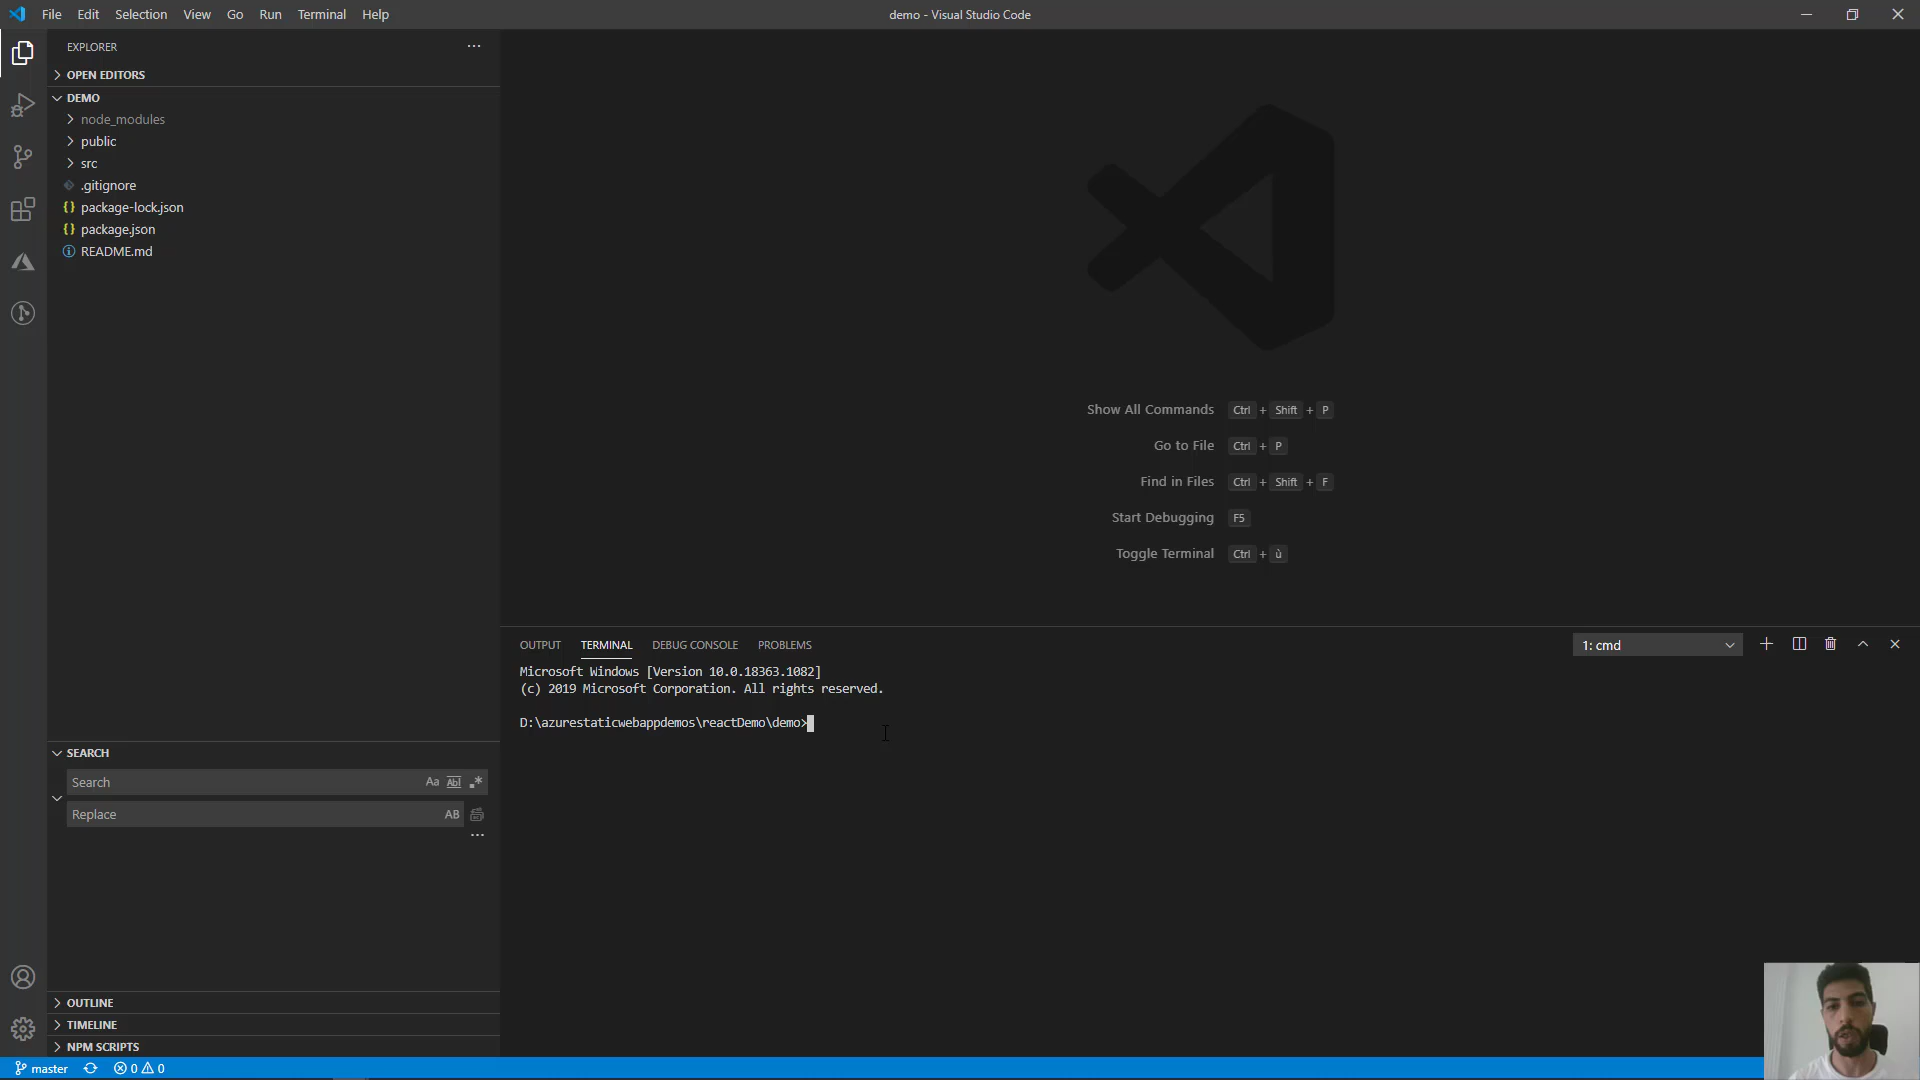 File Edit Selection View Go Run Terminal Help
demo - Visual Studio Code
EXPLORER
OPEN EDITORS
DEMO
node_modules
public
src
.gitignore
{} package-lock.json
{} package.json
README.md
Show All Commands Ctrl + Shift + P
Go to File Ctrl + P
Find in Files Ctrl + Shift + F
Start Debugging F5
Toggle Terminal Ctrl + ù
OUTPUT TERMINAL DEBUG CONSOLE PROBLEMS
1: cmd
Microsoft Windows [Version 10.0.18363.1082]
(c) 2019 Microsoft Corporation. All rights reserved.
D:\azurestaticwebappdemos\reactDemo\demo>
SEARCH
Search Aa Abl .*
Replace AB
OUTLINE
TIMELINE
NPM SCRIPTS
master 0 0